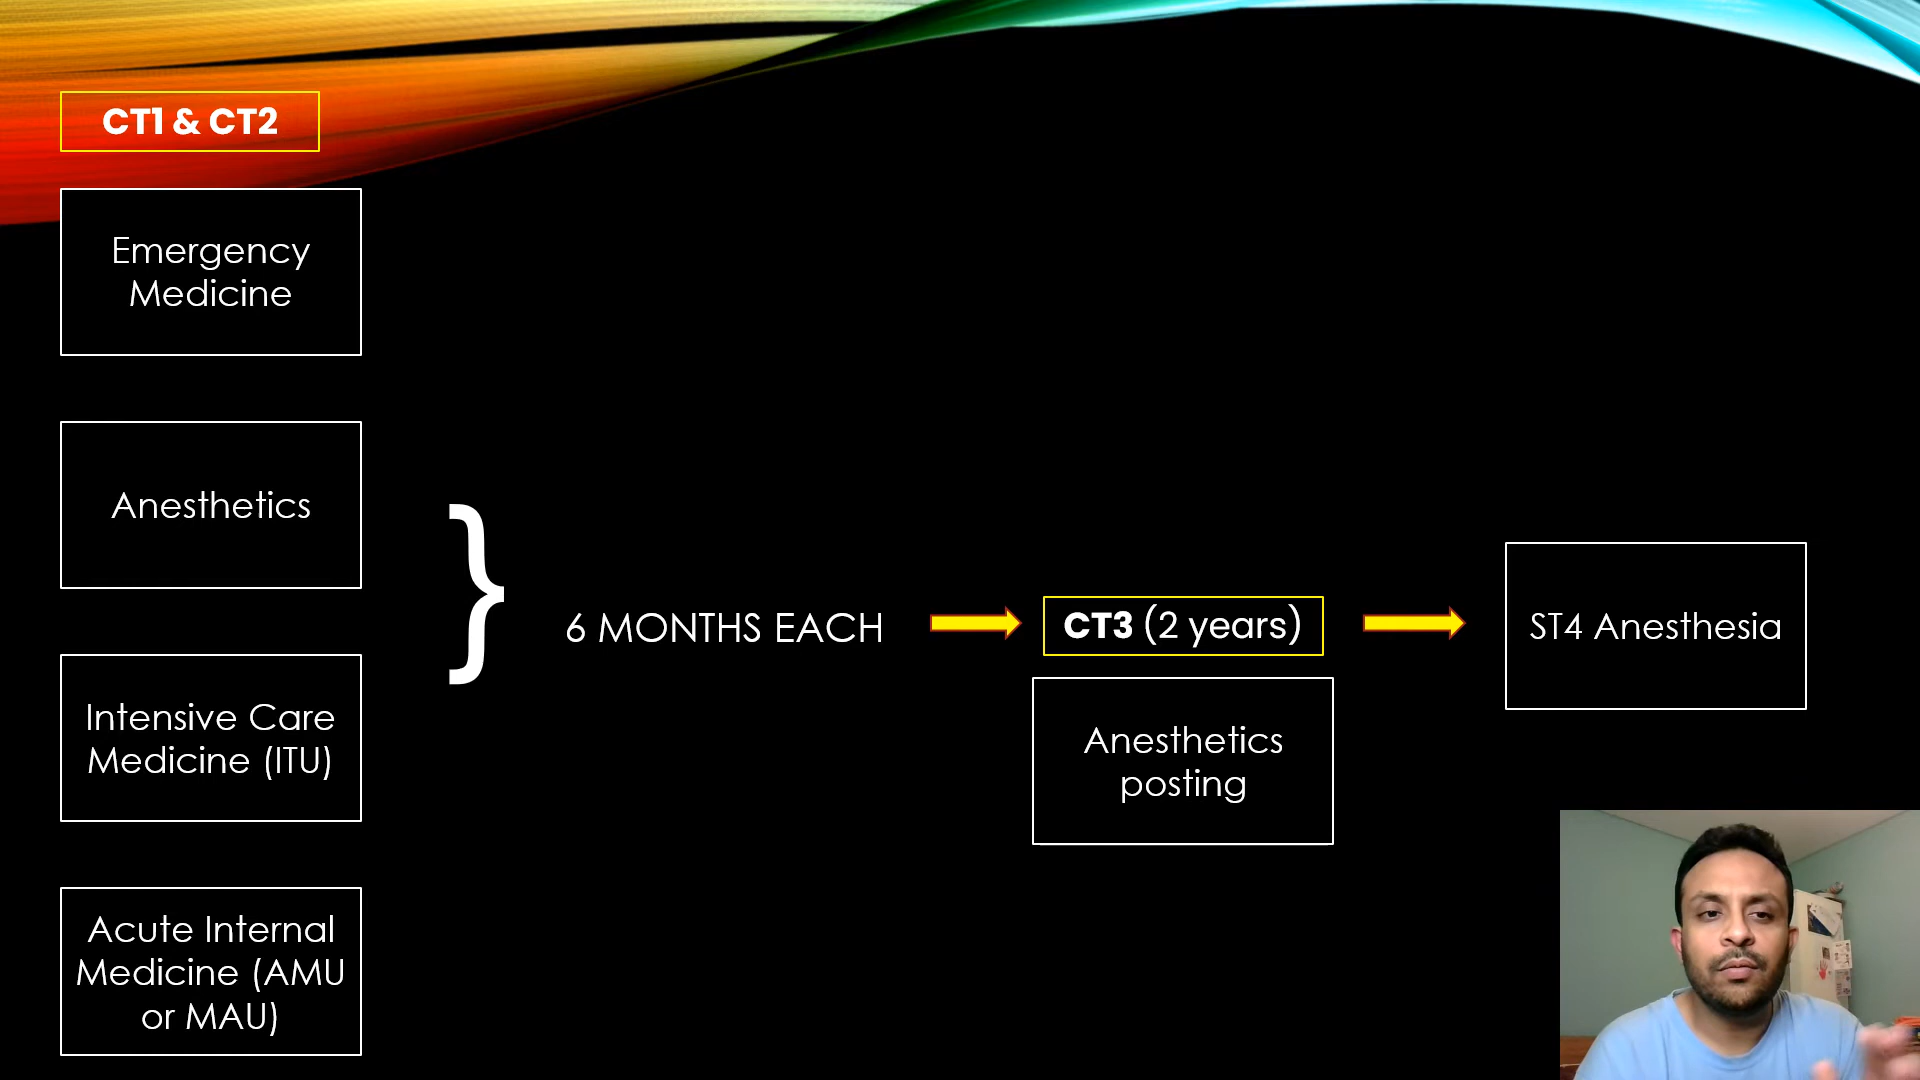 CT1 & CT2
Emergency
Medicine
Anesthetics
Intensive Care
Medicine (ITU)
Acute Internal
Medicine (AMU
or MAU)
}
6 MONTHS EACH
CT3 (2 years)
Anesthetics
posting
ST4 Anesthesia